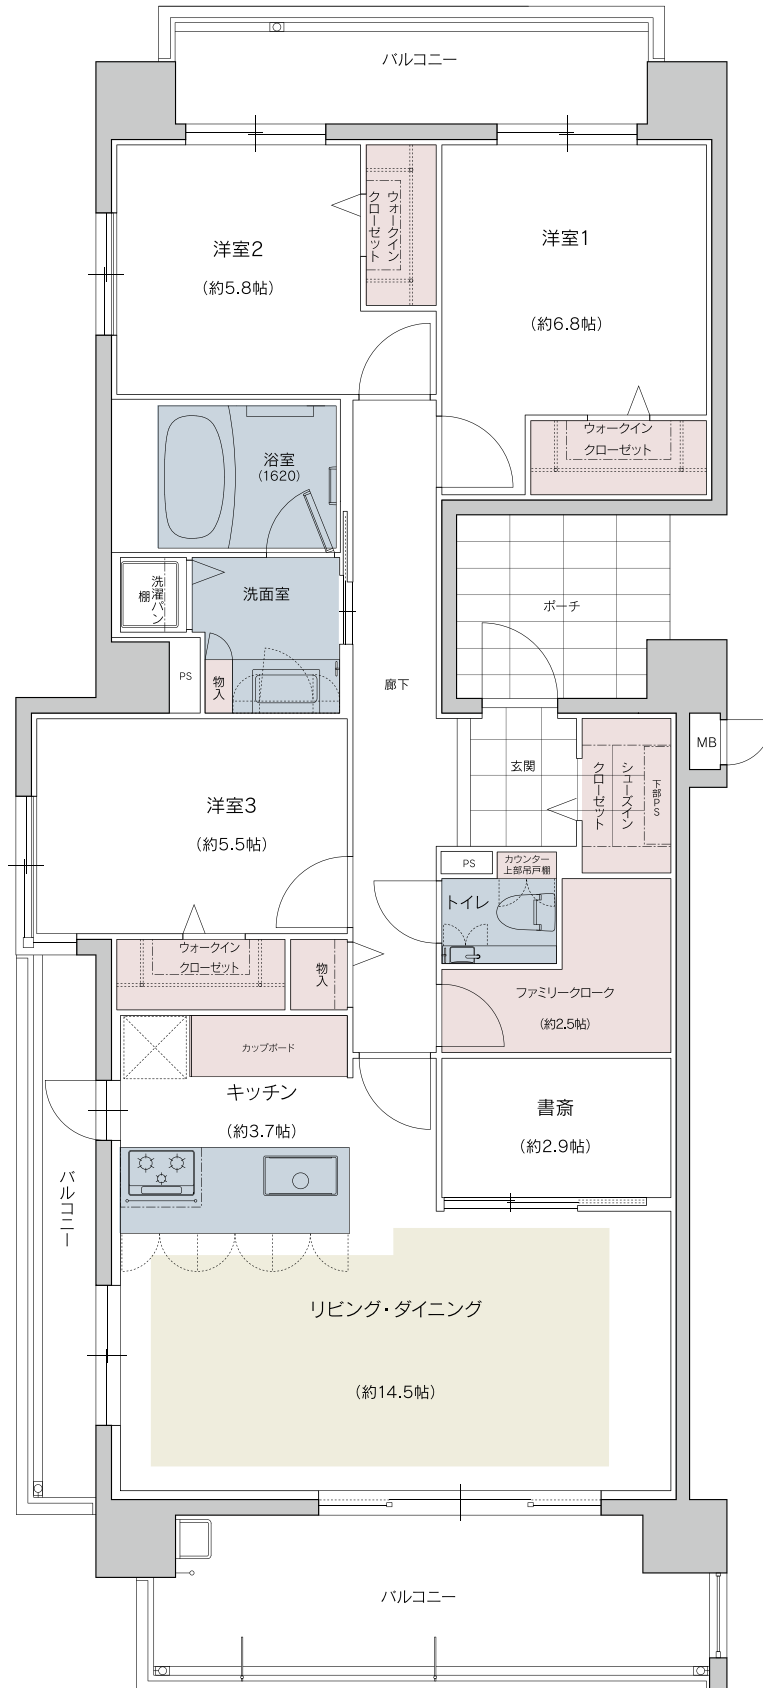 バルコニー
洋室2
(約5.8帖)
ウォークイン
クローゼット
洋室1
(約6.8帖)
ウォークイン
クローゼット
浴室
(1620)
洗濯パン
棚
洗面室
物入
PS
廊下
ポーチ
玄関
シューズイン
クローゼット
下部PS
MB
洋室3
(約5.5帖)
PS
カウンター
上部吊戸棚
トイレ
ウォークイン
クローゼット
物入
ファミリークローク
(約2.5帖)
カップボード
キッチン
(約3.7帖)
書斎
(約2.9帖)
バルコニー
リビング・ダイニング
(約14.5帖)
バルコニー